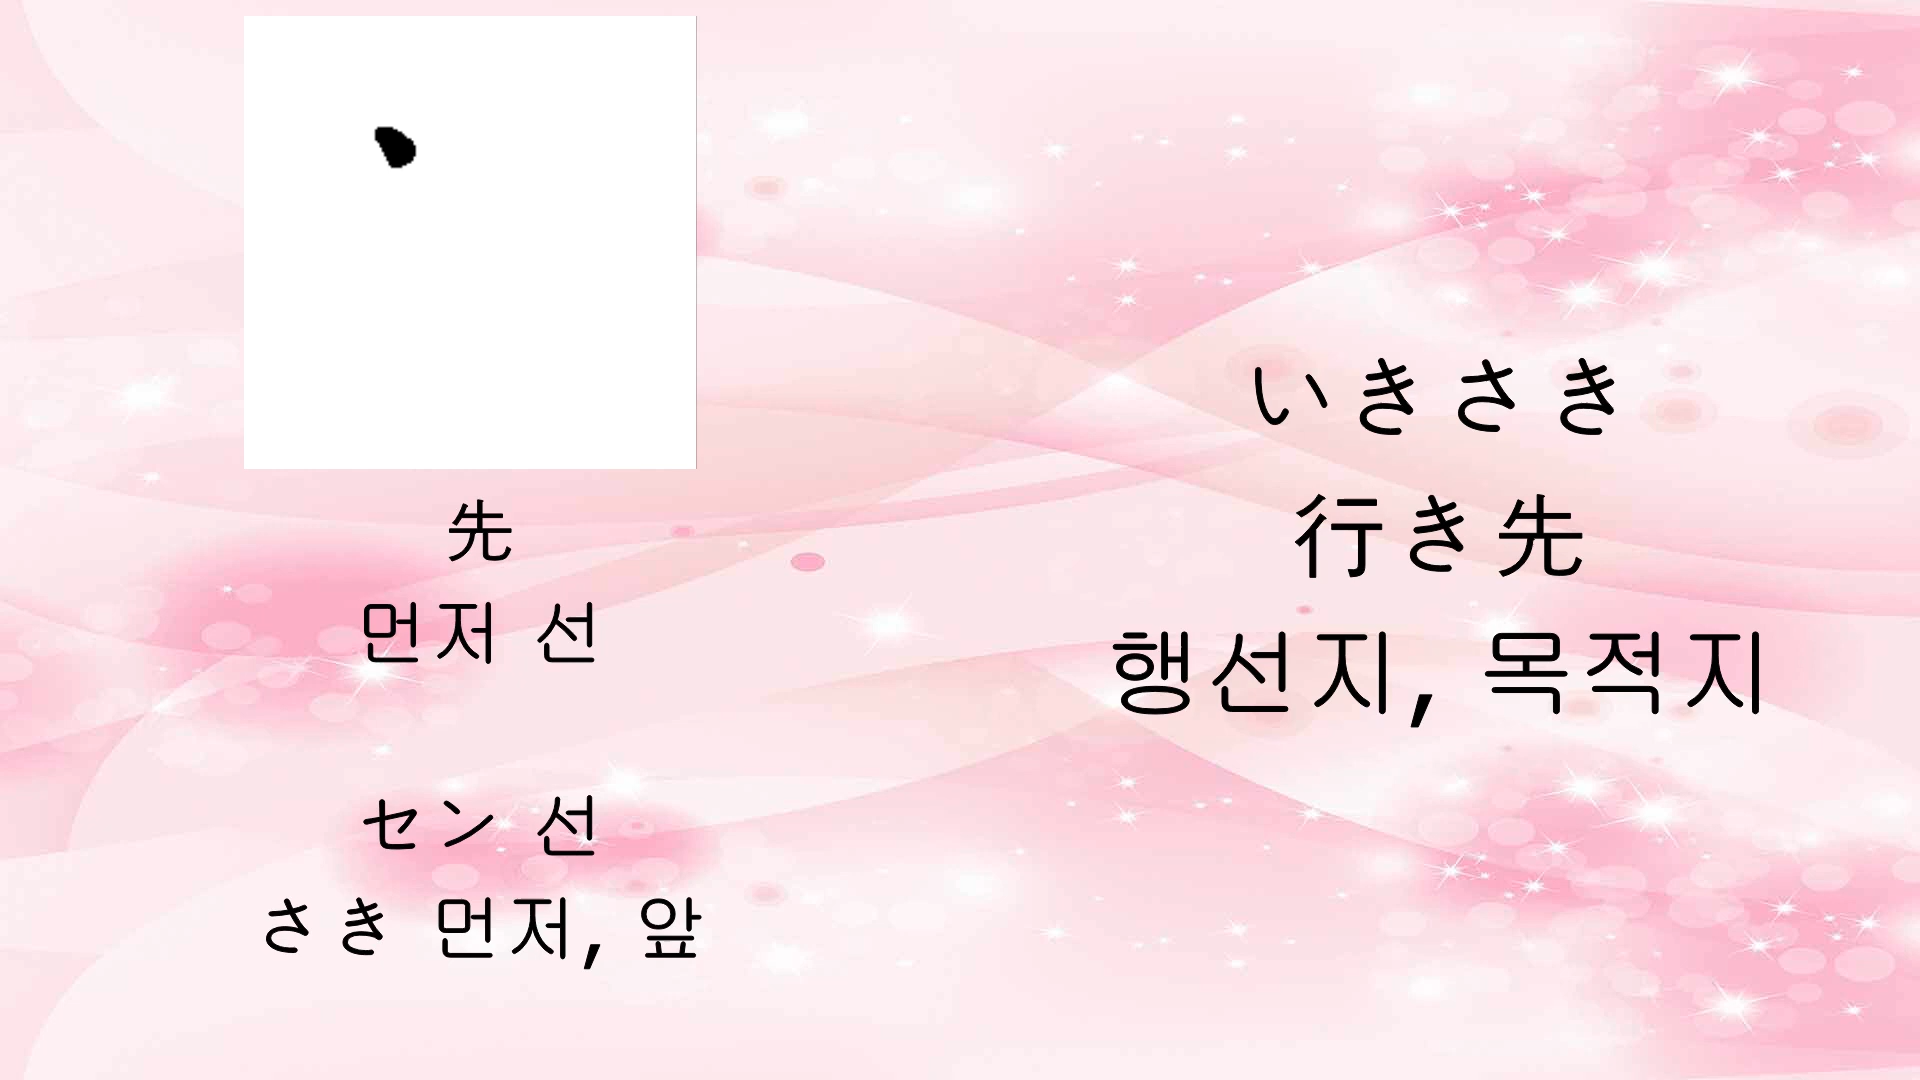 先
먼저 선
セン 선
さき 먼저, 앞
いきさき
行き先
행선지, 목적지